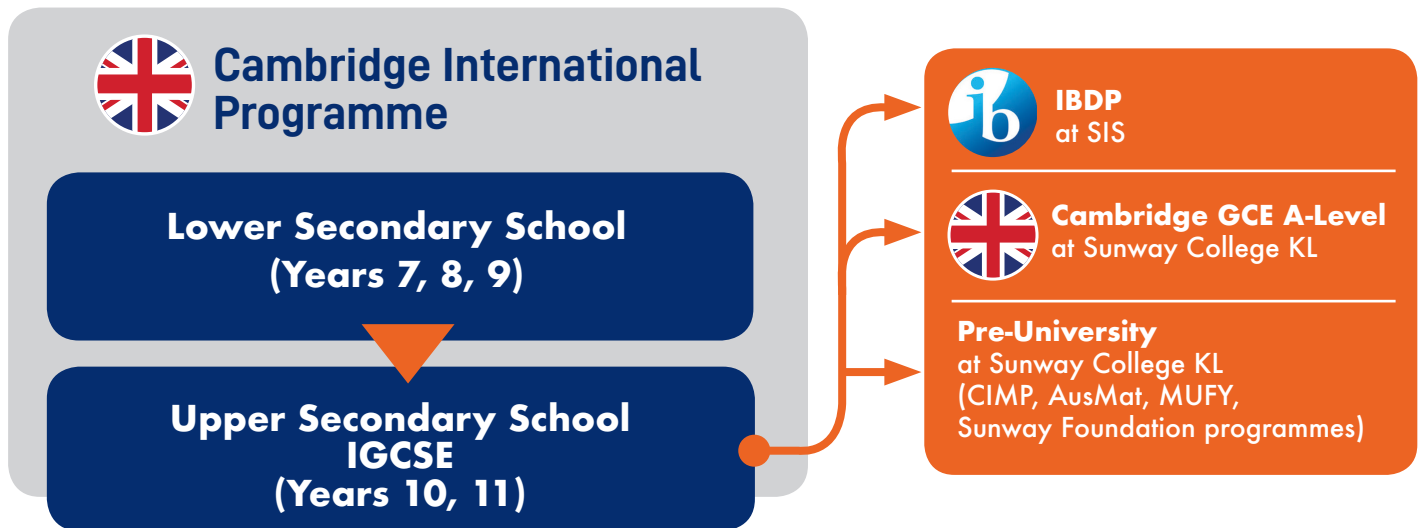 Cambridge International
Programme
Lower Secondary School
(Years 7, 8, 9)
Upper Secondary School
IGCSE
(Years 10, 11)
ib
IBDP
at SIS
Cambridge GCE A-Level
at Sunway College KL
Pre-University
at Sunway College KL
(CIMP, AusMat, MUFY,
Sunway Foundation programmes)